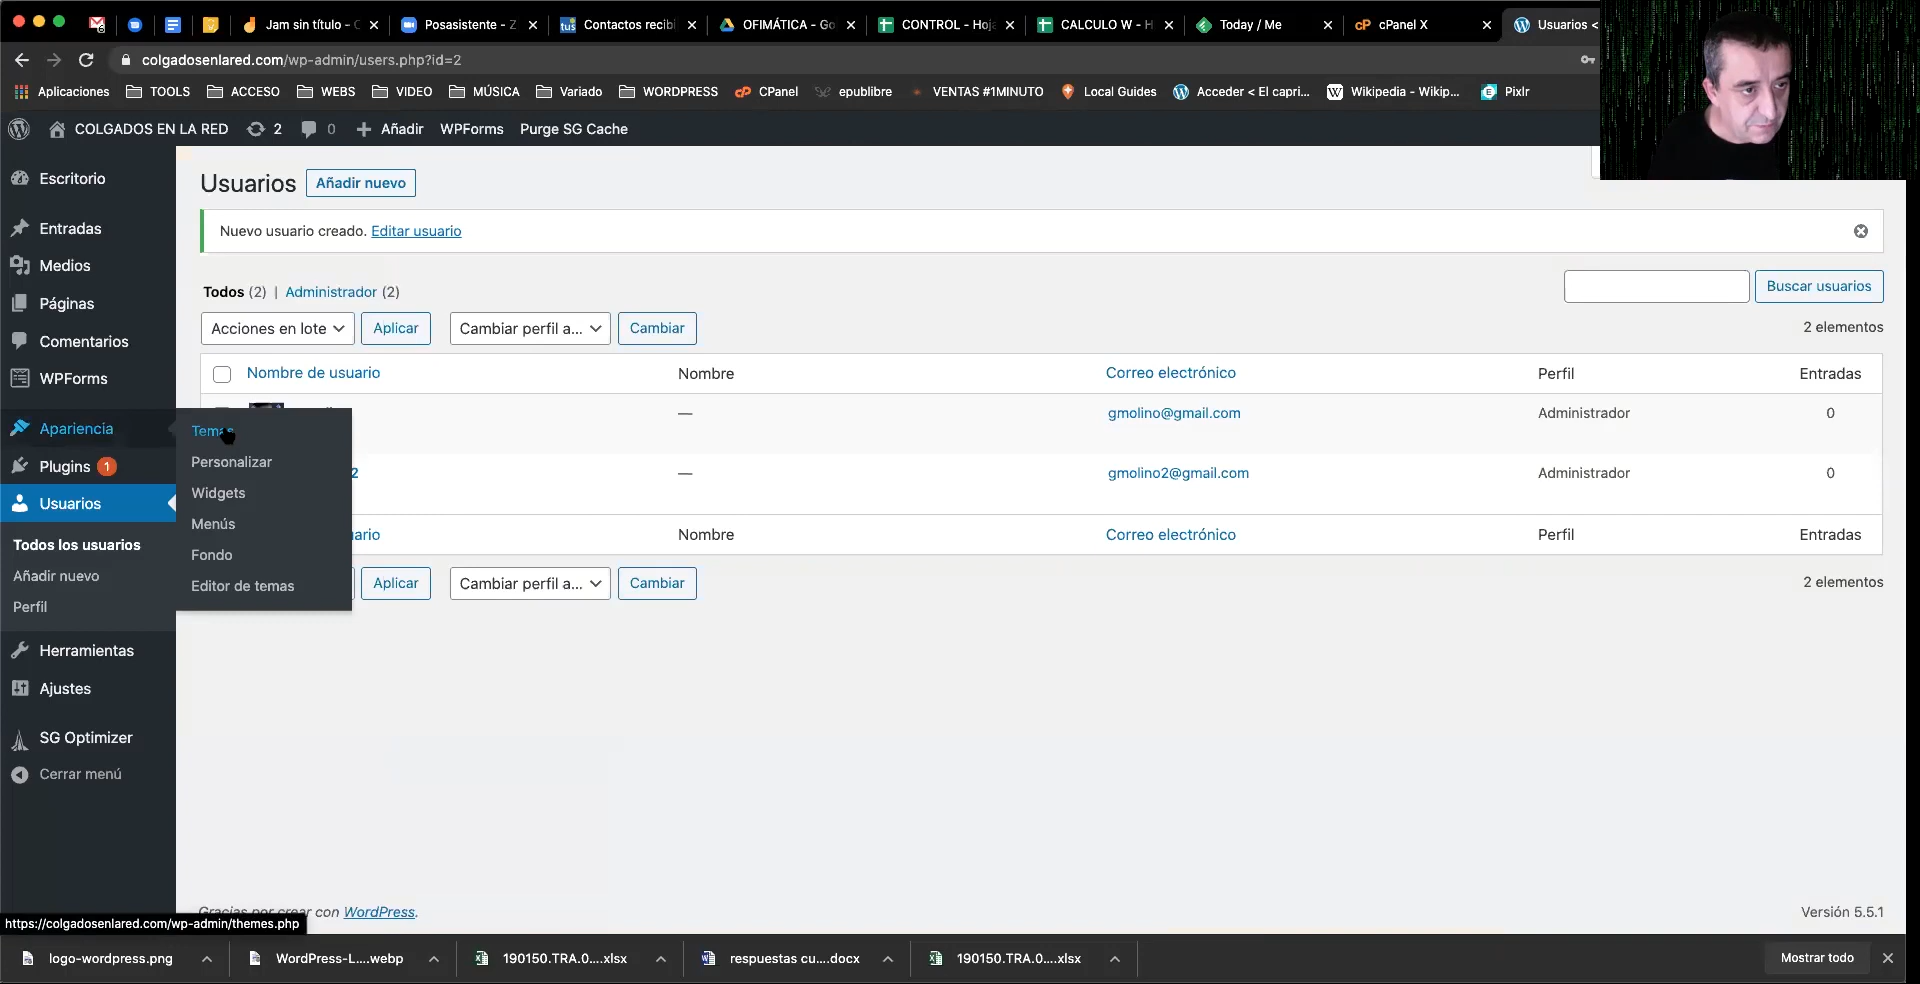 Jam sin título - C
Posasistente - Z
Contactos recibi
OFIMÁTICA - Go
CONTROL - Hoja
CALCULO W - H
Today / Me
cPanel X
Usuarios <
colgadosenlared.com/wp-admin/users.php?id=2
Aplicaciones TOOLS ACCESO WEBS VIDEO MÚSICA Variado WORDPRESS CPanel epublibre VENTAS #1MINUTO Local Guides Acceder < El capri... Wikipedia - Wikip... Pixlr
COLGADOS EN LA RED 2 0 Añadir WPForms Purge SG Cache
Escritorio
Entradas
Medios
Páginas
Comentarios
WPForms
Apariencia
Plugins 1
Usuarios
Todos los usuarios
Añadir nuevo
Perfil
Herramientas
Ajustes
SG Optimizer
Cerrar menú
Temas
Personalizar
Widgets
Menús
Fondo
Editor de temas
Usuarios Añadir nuevo
Nuevo usuario creado. Editar usuario
Todos (2) | Administrador (2)
Buscar usuarios
Acciones en lote Aplicar Cambiar perfil a... Cambiar
2 elementos
Nombre de usuario Nombre Correo electrónico Perfil Entradas
— gmolino@gmail.com Administrador 0
2 — gmolino2@gmail.com Administrador 0
uario Nombre Correo electrónico Perfil Entradas
Aplicar Cambiar perfil a... Cambiar
2 elementos
Gracias por crear con WordPress.
Versión 5.5.1
https://colgadosenlared.com/wp-admin/themes.php
logo-wordpress.png WordPress-L....webp 190150.TRA.0....xlsx respuestas cu....docx 190150.TRA.0....xlsx Mostrar todo